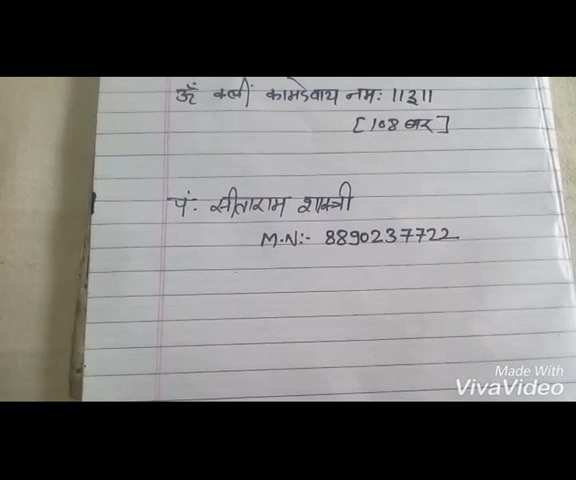 ॐ क्लीं कामदेवाय नमः ॥३॥
[108 बार]
पं. सीताराम शास्त्री
M.N:- 8890237722
Made With
VivaVideo